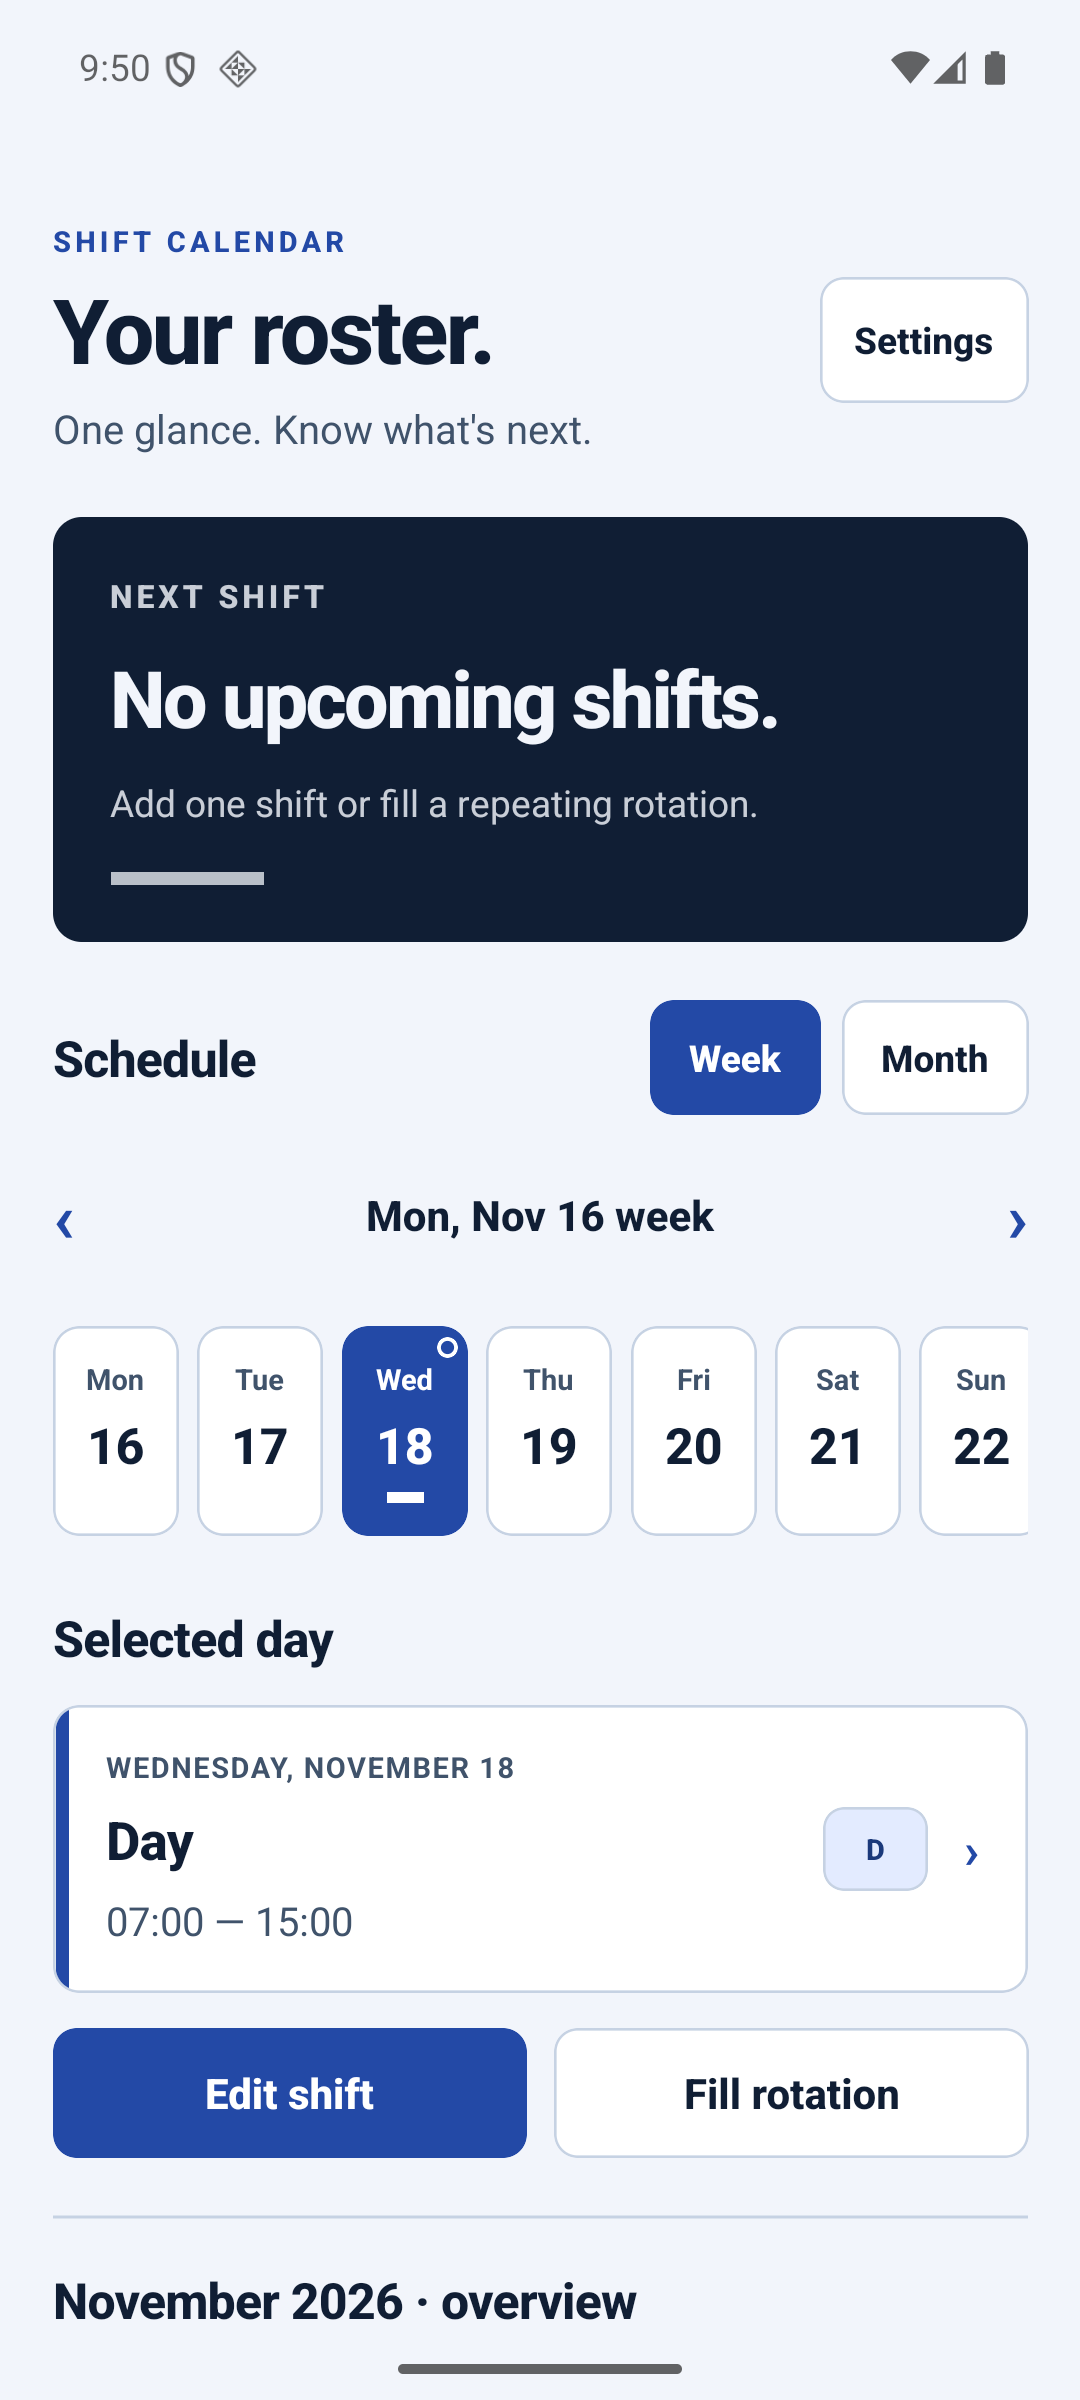 9:50
SHIFT CALENDAR
Your roster.
Settings
One glance. Know what's next.
NEXT SHIFT
No upcoming shifts.
Add one shift or fill a repeating rotation.
Schedule
Week
Month
‹
Mon, Nov 16 week
›
Mon Tue Wed Thu Fri Sat Sun
16 17 18 19 20 21 22
Selected day
WEDNESDAY, NOVEMBER 18
Day
D
›
07:00 — 15:00
Edit shift
Fill rotation
November 2026 · overview